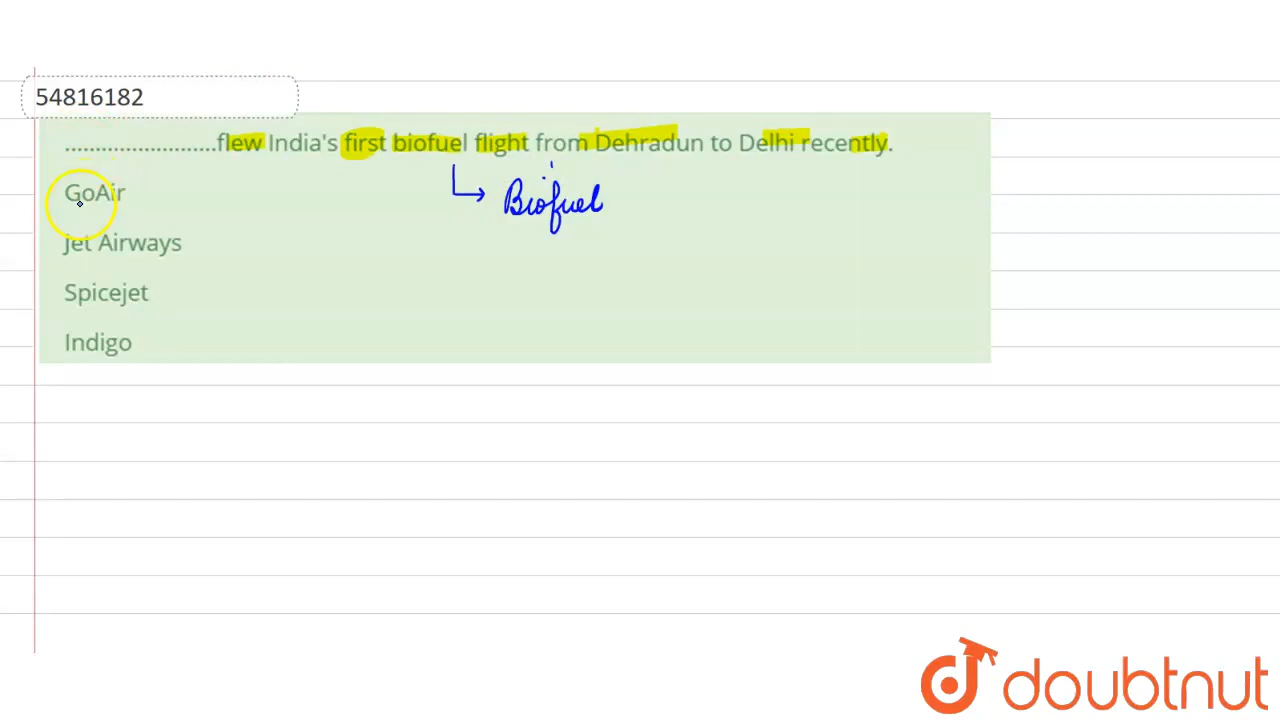 54816182
.........................flew India's first biofuel flight from Dehradun to Delhi recently.
GoAir
Biofuel
Jet Airways
Spicejet
Indigo
doubtnut